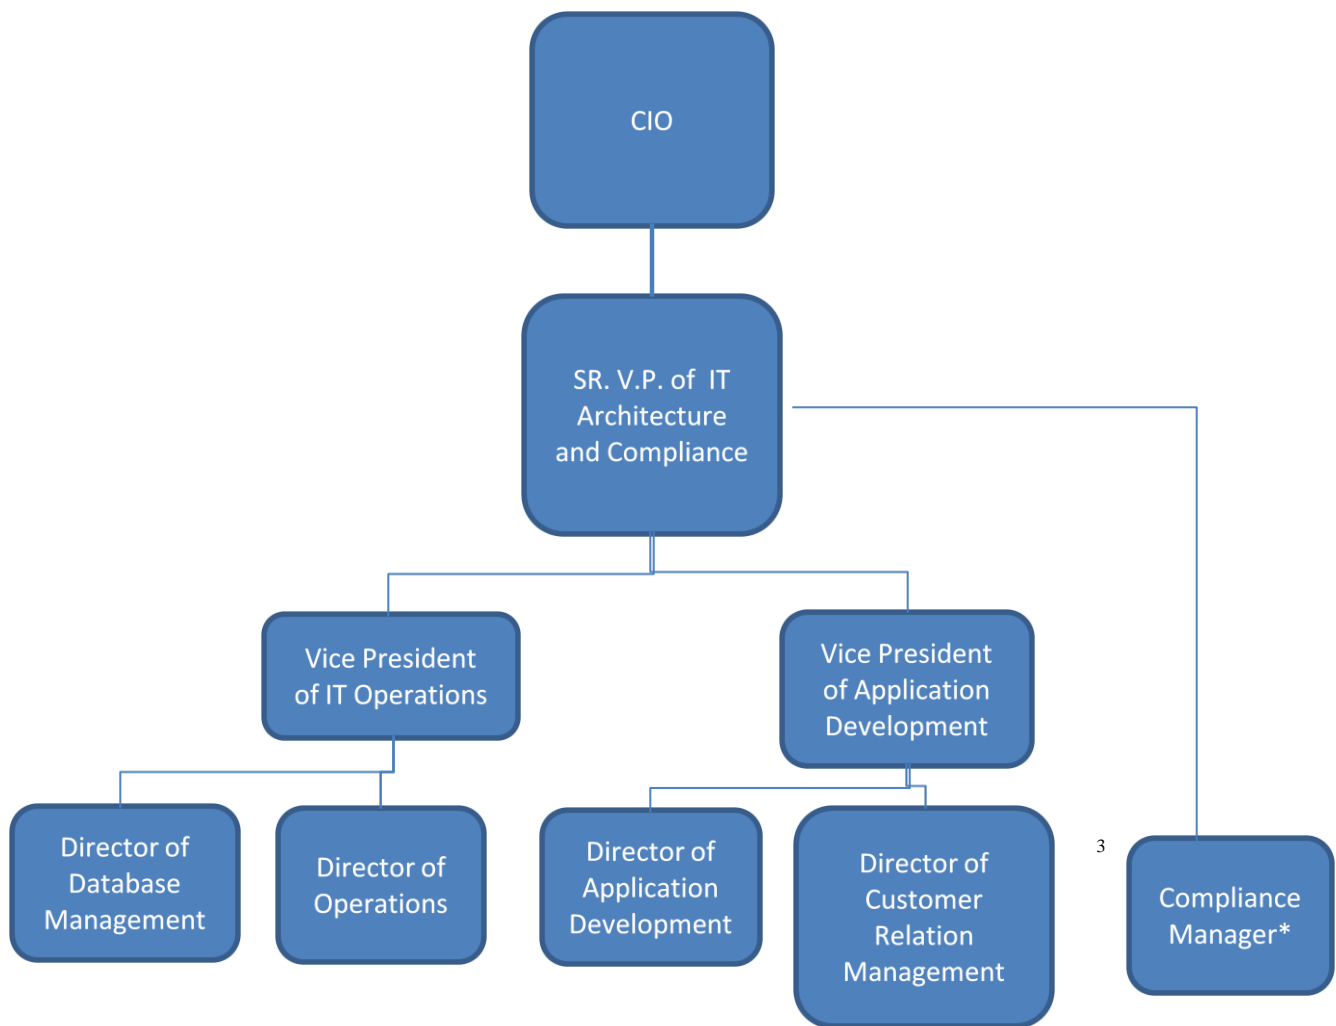 CIO
SR. V.P. of IT
Architecture
and Compliance
Vice President
of IT Operations
Vice President
of Application
Development
Director of
Database
Management
Director of
Operations
Director of
Application
Development
Director of
Customer
Relation
Management
3
Compliance
Manager*